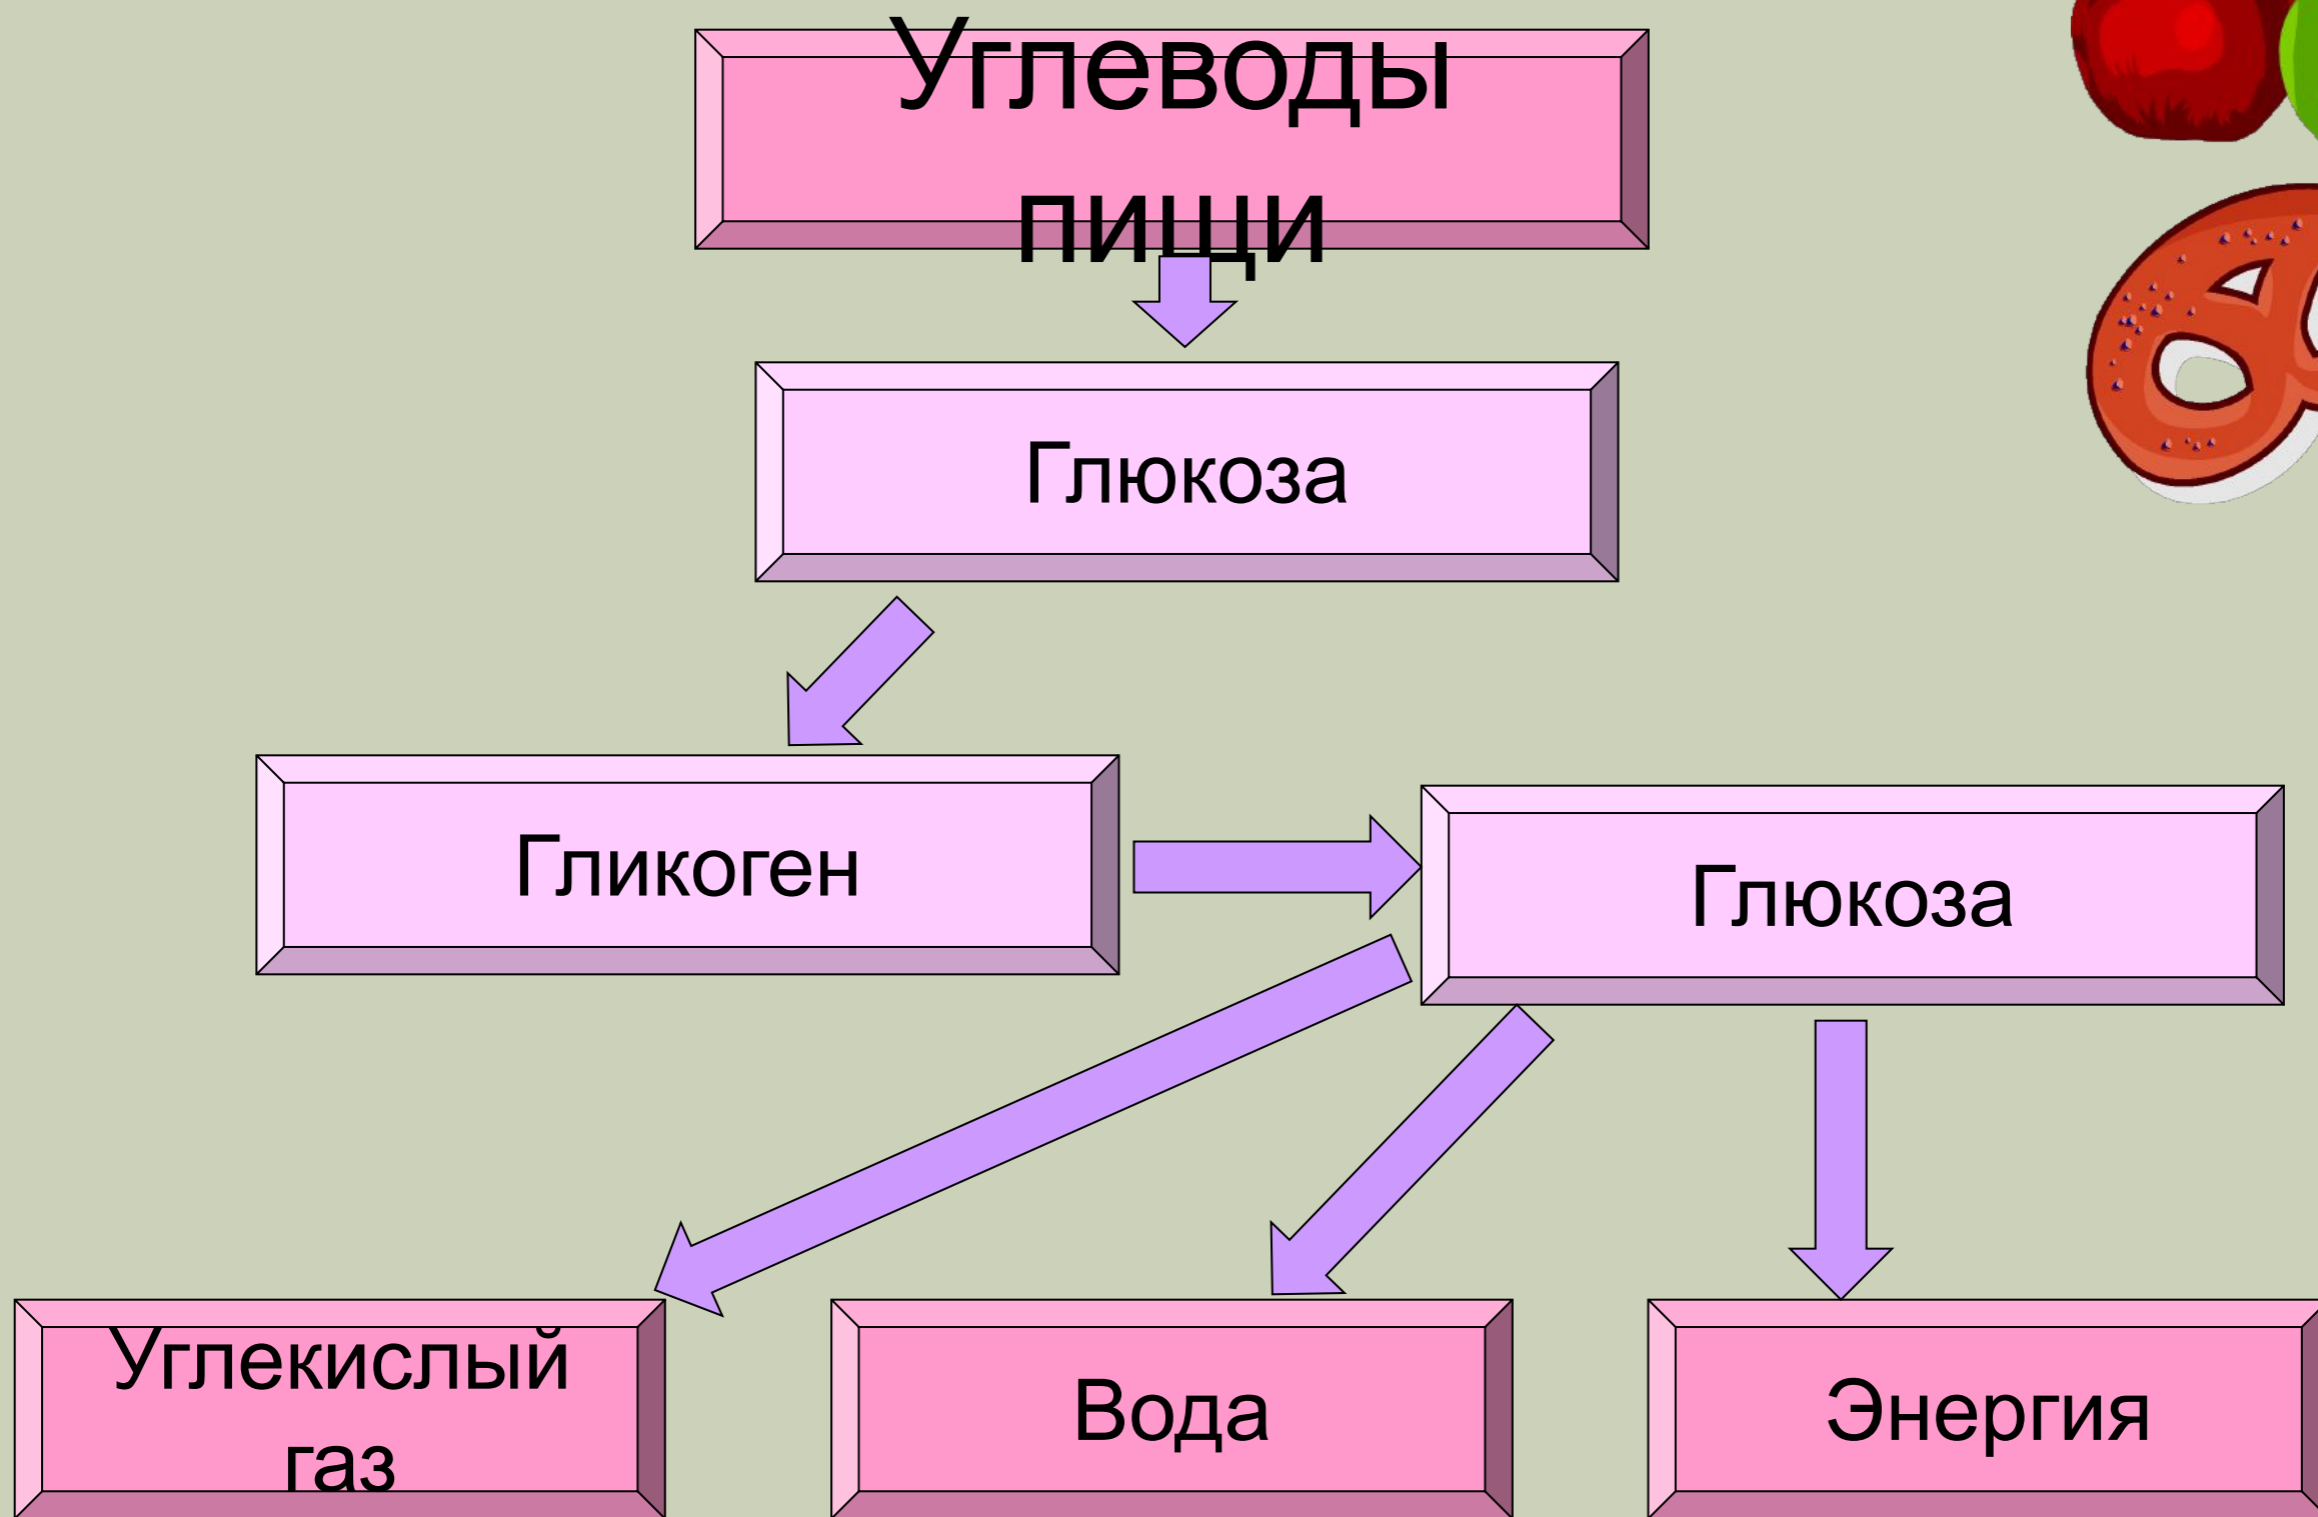 Углеводы
пищи
Глюкоза
Гликоген
Глюкоза
Углекислый
газ
Вода
Энергия